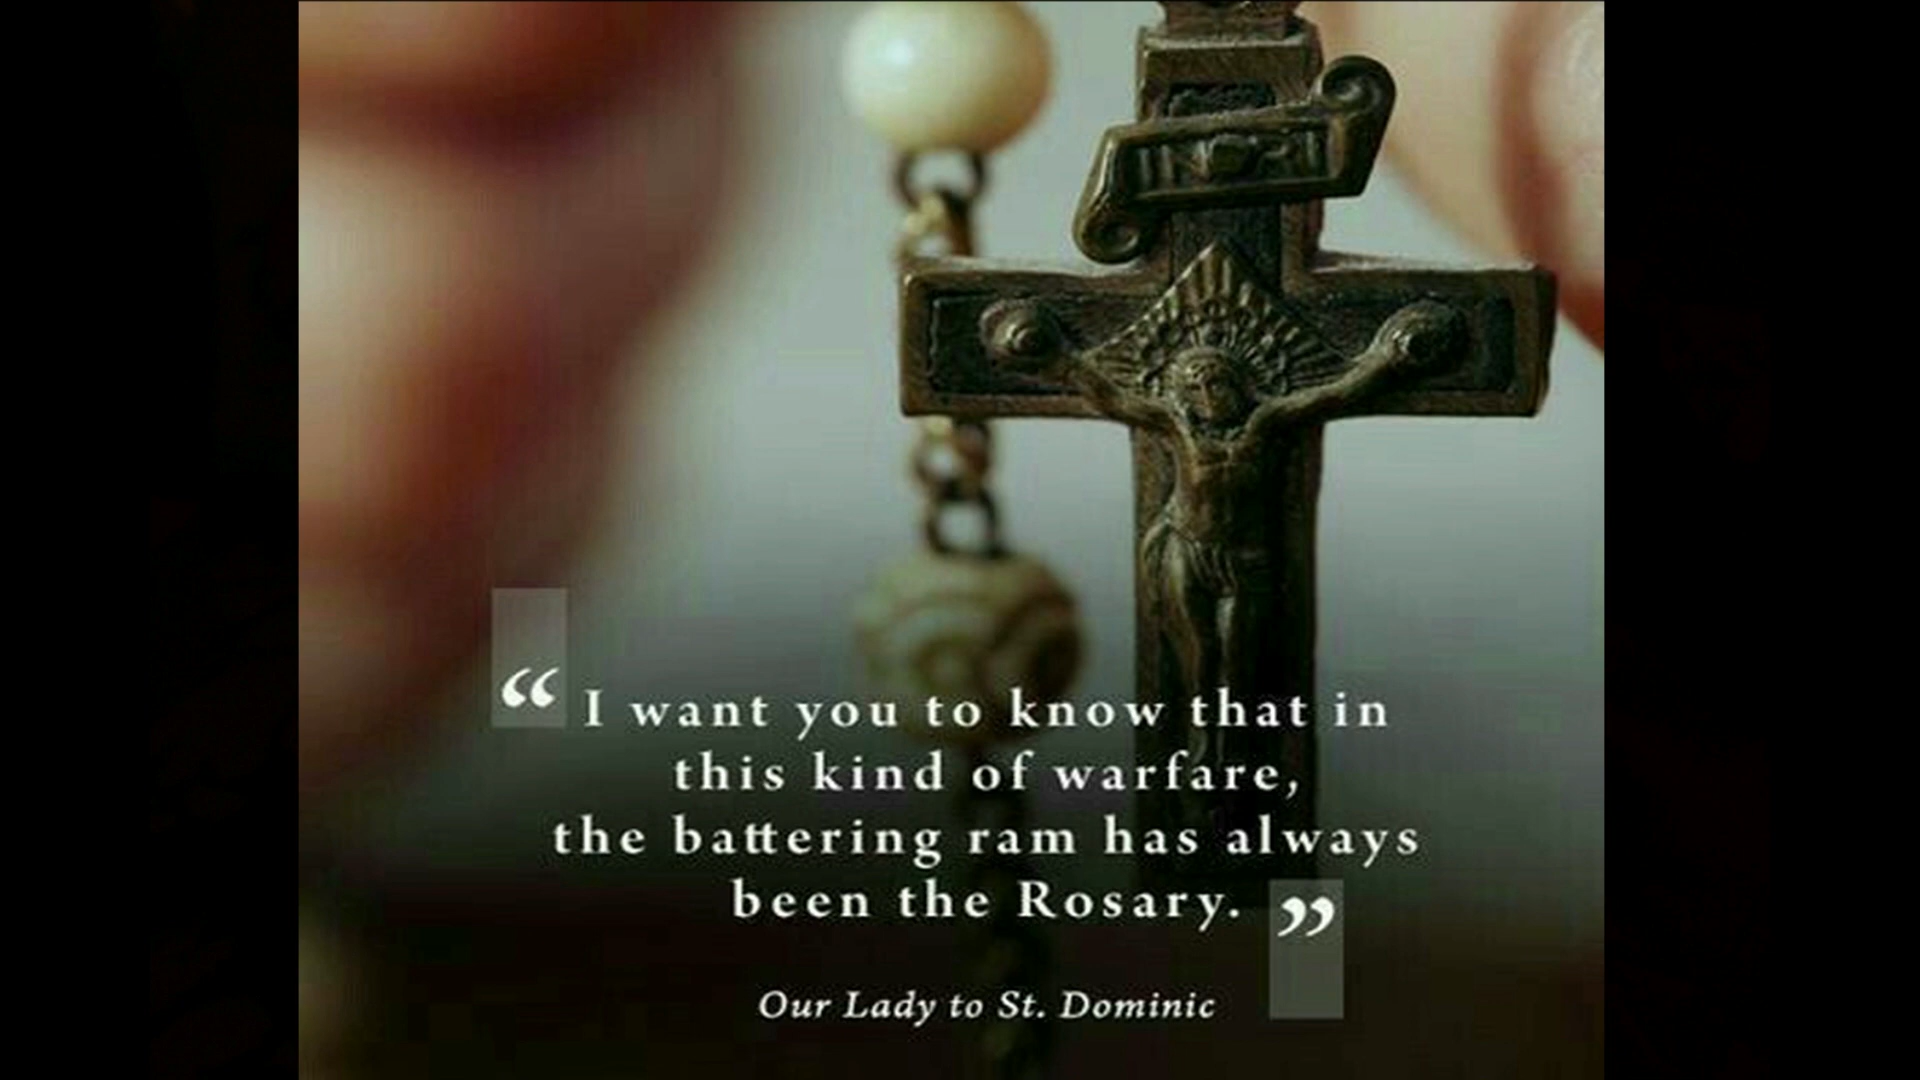 INRI
“I want you to know that in
this kind of warfare,
the battering ram has always
been the Rosary.”
Our Lady to St. Dominic